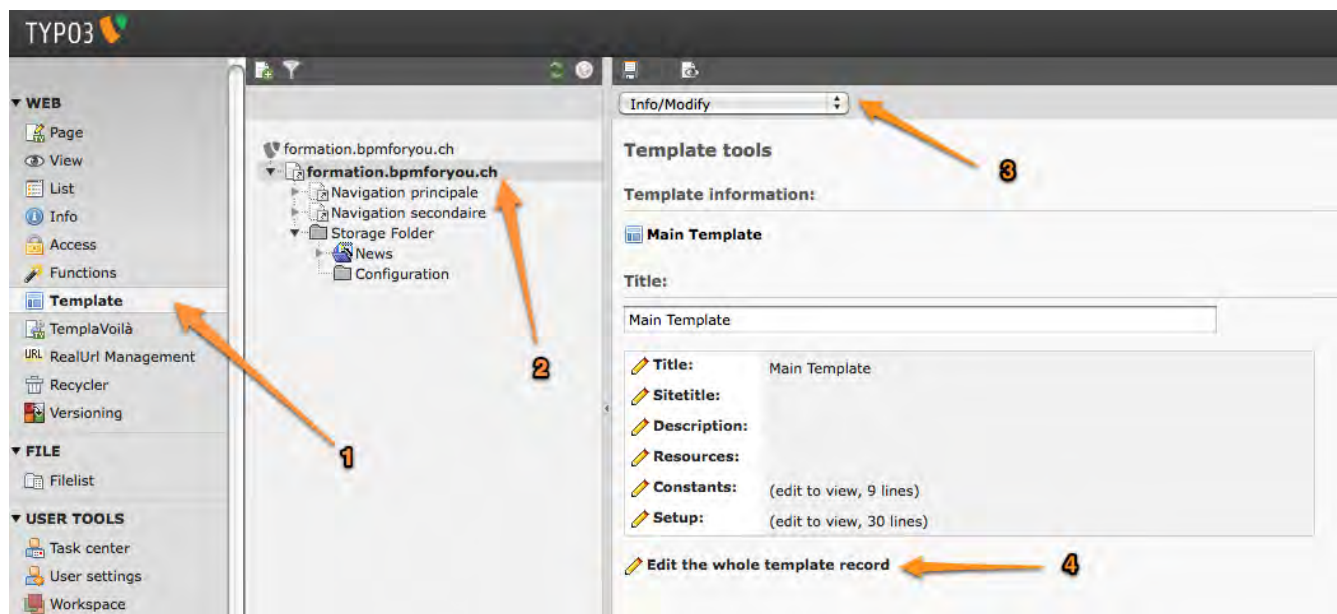 TYPO3
WEB
Page
View
List
Info
Access
Functions
Template
TemplaVoilà
URL RealUrl Management
Recycler
Versioning
FILE
Filelist
USER TOOLS
Task center
User settings
Workspace
1
formation.bpmforyou.ch
formation.bpmforyou.ch
Navigation principale
Navigation secondaire
Storage Folder
News
Configuration
2
Info/Modify
3
Template tools
Template information:
Main Template
Title:
Main Template
Title: Main Template
Sitetitle:
Description:
Resources:
Constants: (edit to view, 9 lines)
Setup: (edit to view, 30 lines)
Edit the whole template record
4